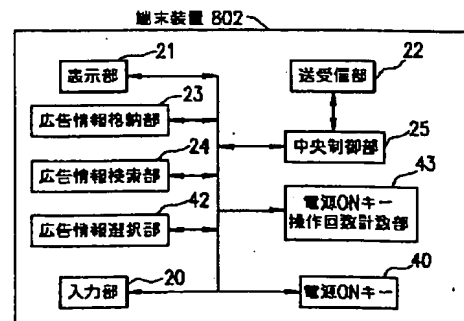 端末装置 802
21
表示部
22
送受信部
23
広告情報格納部
25
中央制御部
24
広告情報検索部
42
広告情報選択部
43
電源ONキー
操作回数計数部
20
入力部
40
電源ONキー